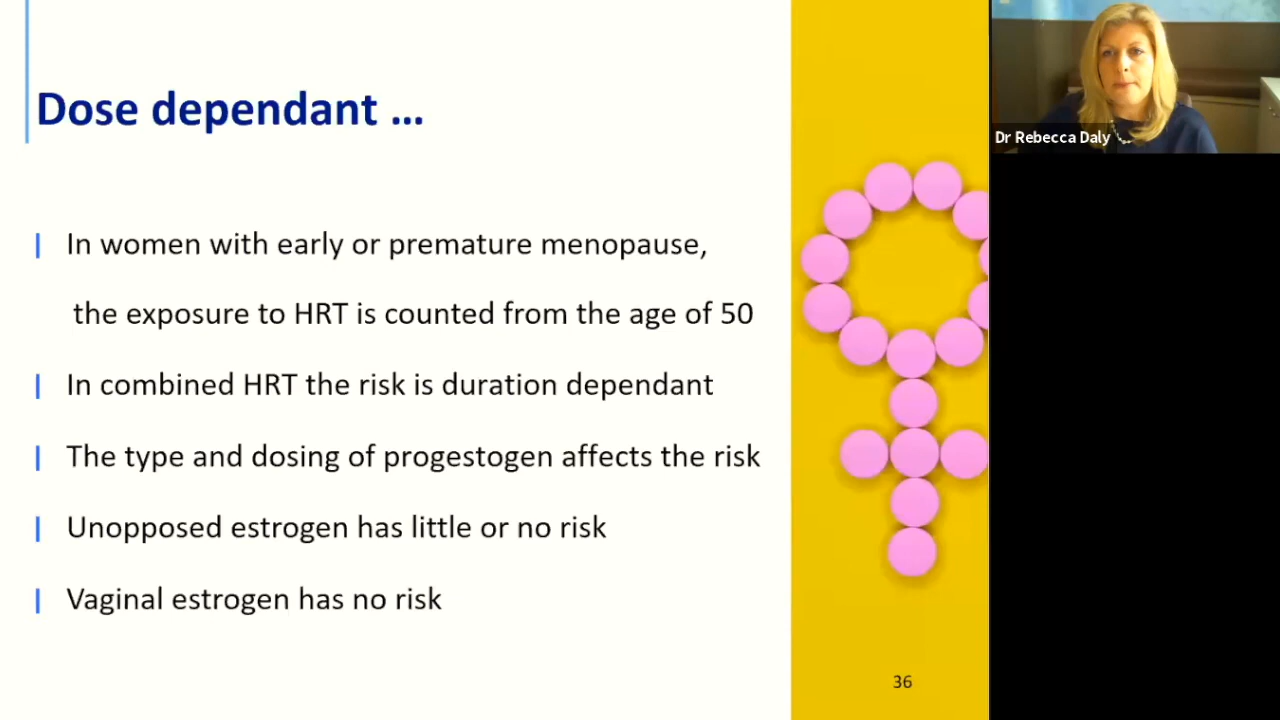 Dose dependant ...
In women with early or premature menopause,
the exposure to HRT is counted from the age of 50
In combined HRT the risk is duration dependant
The type and dosing of progestogen affects the risk
Unopposed estrogen has little or no risk
Vaginal estrogen has no risk
36
Dr Rebecca Daly